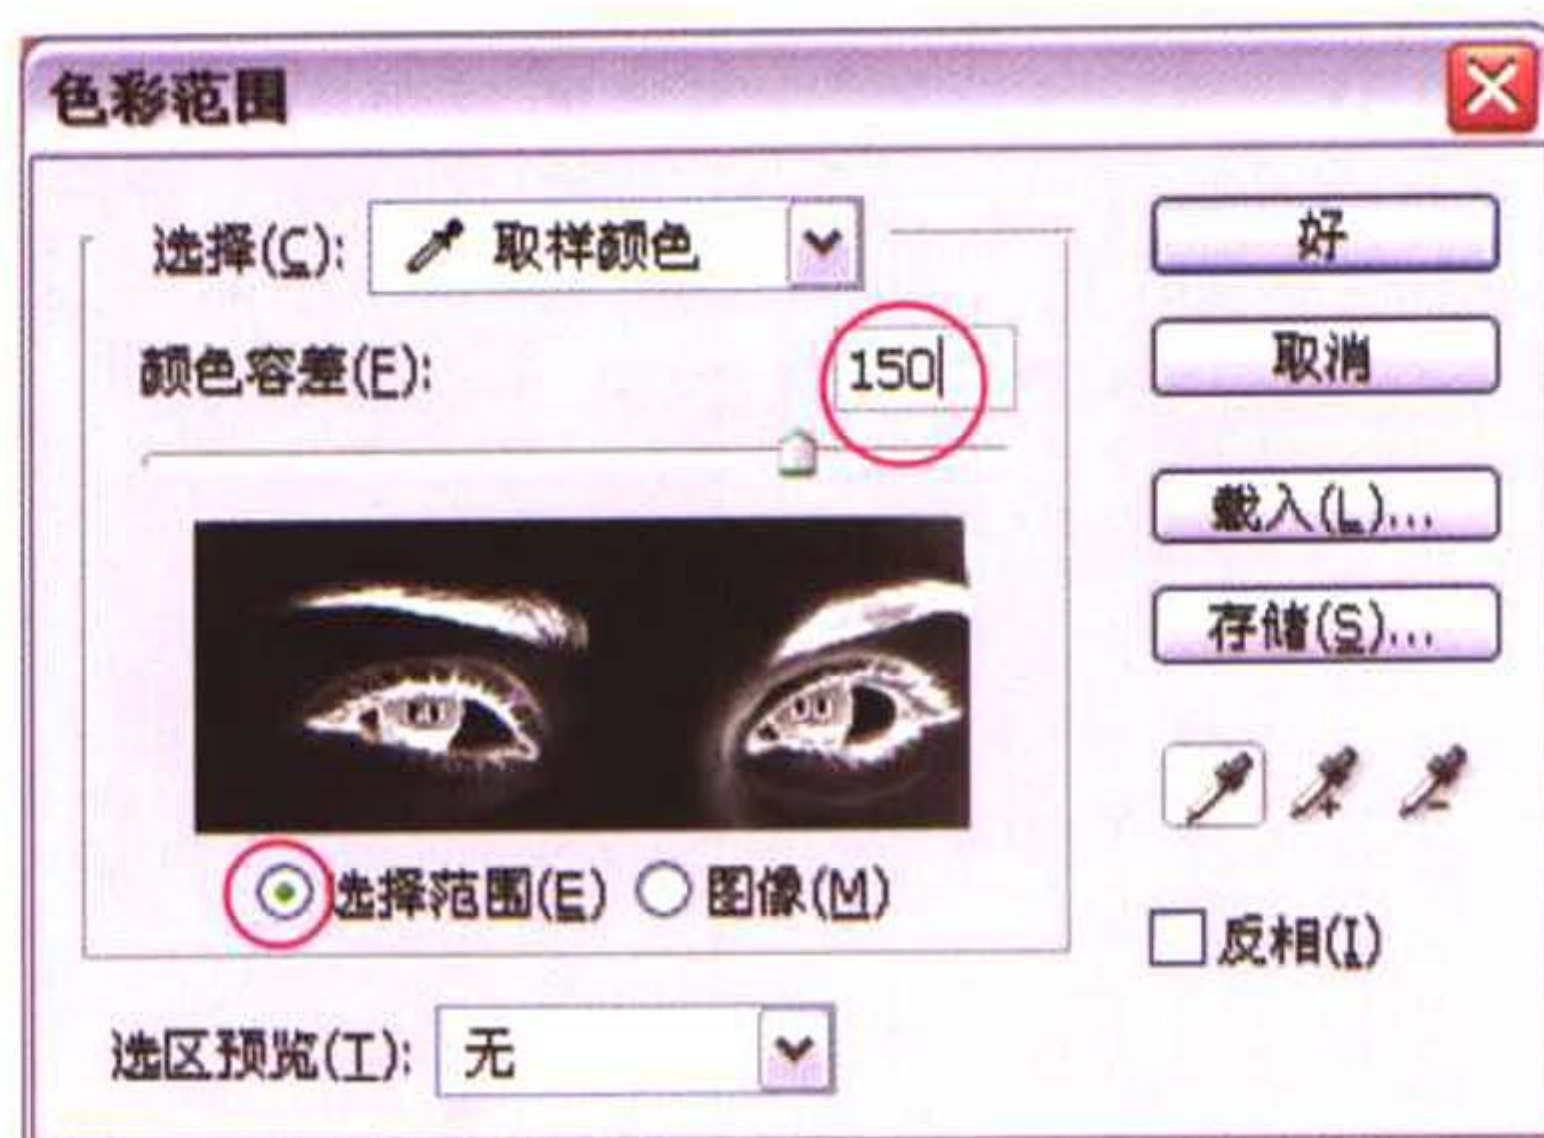 色彩范围
选择(C): 取样颜色
颜色容差(F): 150
选择范围(E) 图像(M)
选区预览(T): 无
好
取消
载入(L)...
存储(S)...
反相(I)